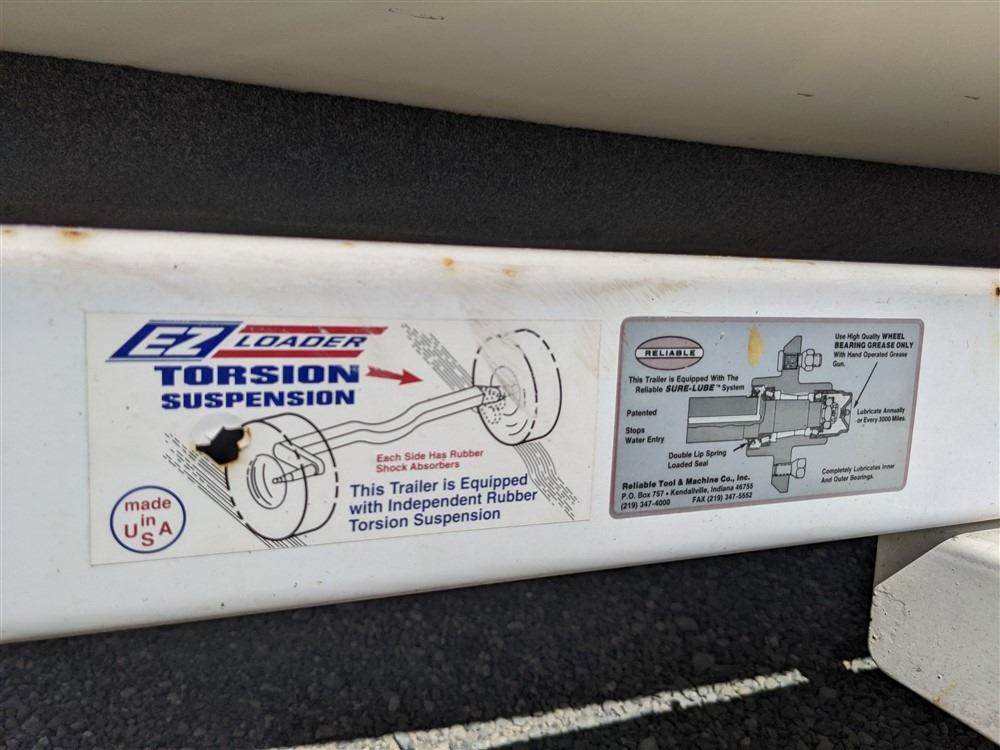 EZ LOADER
TORSION
SUSPENSION
Each Side Has Rubber
Shock Absorbers
This Trailer is Equipped
with Independent Rubber
Torsion Suspension
made
in
USA
RELIABLE
This Trailer is Equipped With The
Reliable SURE-LUBE™ System
Patented
Stops
Water Entry
Double Lip Spring
Loaded Seal
Use High Quality WHEEL
BEARING GREASE ONLY
With Hand Operated Grease
Gun.
Lubricate Annually
or Every 3000 Miles.
Completely Lubricates Inner
And Outer Bearings.
Reliable Tool & Machine Co., Inc.
P.O. Box 757 • Kendallville, Indiana 46755
(219) 347-4000 FAX (219) 347-5552